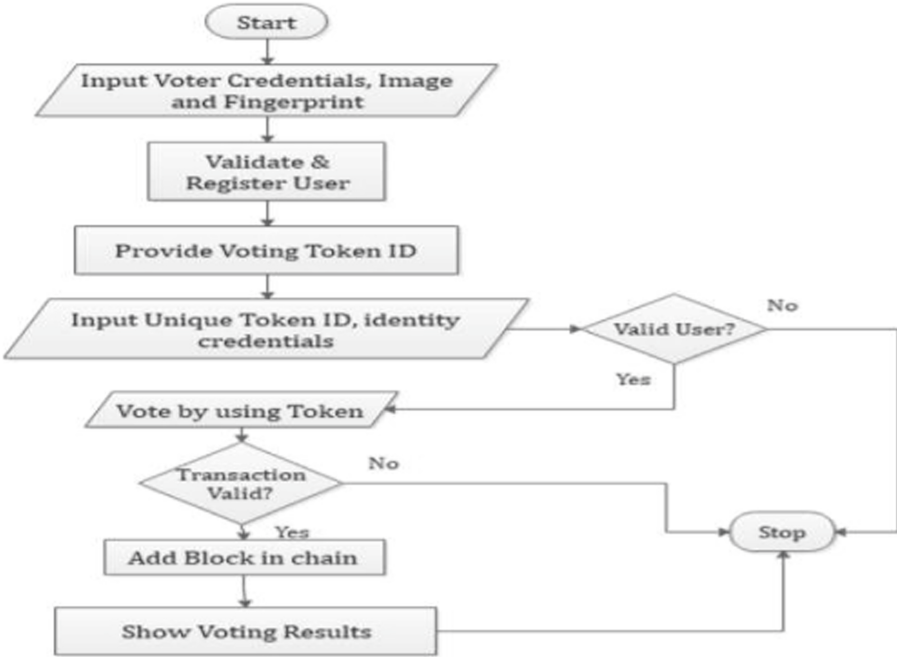 Start
Input Voter Credentials, Image
and Fingerprint
Validate &
Register User
Provide Voting Token ID
Input Unique Token ID, identity
credentials
Valid User?
No
Yes
Vote by using Token
Transaction
Valid?
No
Yes
Stop
Add Block in chain
Show Voting Results